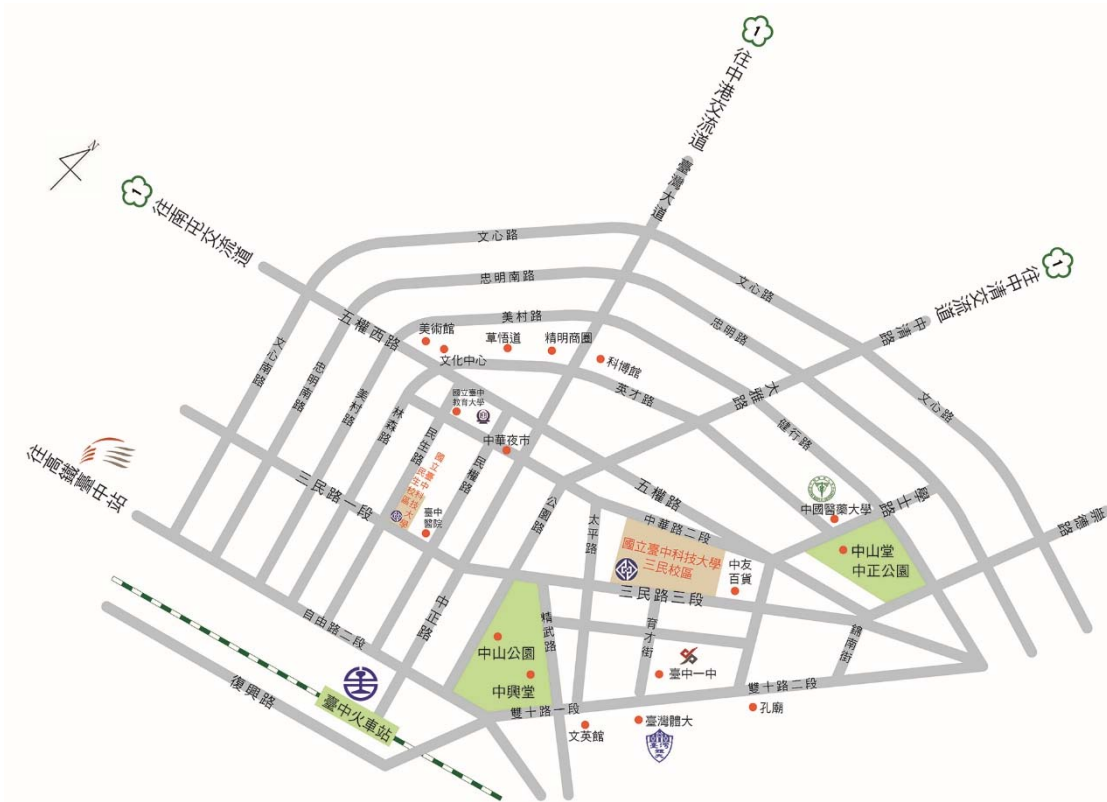 1
往中港交流道
臺灣大道
N
1
往南屯交流道
1
往中清交流道
中清路
文心路
忠明南路
美村路
文心路
忠明路
五權西路
美術館
草悟道
精明商圈
文化中心
科博館
英才路
大雅路
健行路
文心路
文心南路
忠明南路
美村路
林森路
國立臺中
教育大學
民生路
國立臺中科技大學
民生校區
中華夜市
民權路
臺中
醫院
往高鐵臺中站
三民路一段
公園路
五權路
中華路二段
太平路
中國醫藥大學
學士路
崇德路
國立臺中科技大學
三民校區
中友
百貨
中山堂
中正公園
三民路三段
中正路
精武路
育才街
錦南街
自由路二段
中山公園
中興堂
臺中一中
雙十路二段
復興路
臺中火車站
雙十路一段
文英館
臺灣體大
孔廟